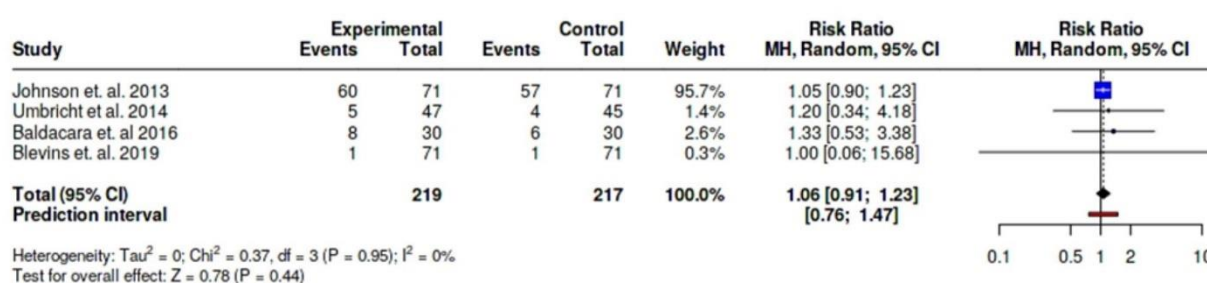 Experimental Control Risk Ratio Risk Ratio
Study Events Total Events Total Weight MH, Random, 95% CI MH, Random, 95% CI
Johnson et. al. 2013 60 71 57 71 95.7% 1.05 [0.90; 1.23]
Umbricht et. al. 2014 5 47 4 45 1.4% 1.20 [0.34; 4.18]
Baldacara et. al 2016 8 30 6 30 2.6% 1.33 [0.53; 3.38]
Blevins et. al. 2019 1 71 1 71 0.3% 1.00 [0.06; 15.68]
Total (95% CI) 219 217 100.0% 1.06 [0.91; 1.23]
Prediction interval [0.76; 1.47]
Heterogeneity: Tau² = 0; Chi² = 0.37, df = 3 (P = 0.95); I² = 0%
Test for overall effect: Z = 0.78 (P = 0.44)
0.1 0.5 1 2 10